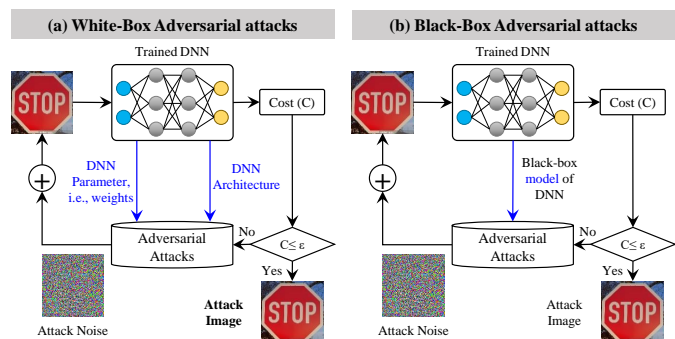 (a) White-Box Adversarial attacks
Trained DNN
STOP
Cost (C)
DNN
Parameter,
i.e., weights
DNN
Architecture
+
Adversarial
Attacks
No
C≤ ε
Yes
Attack Noise
Attack
Image
STOP
(b) Black-Box Adversarial attacks
Trained DNN
STOP
Cost (C)
Black-box
model of
DNN
+
Adversarial
Attacks
No
C≤ ε
Yes
Attack Noise
Attack
Image
STOP